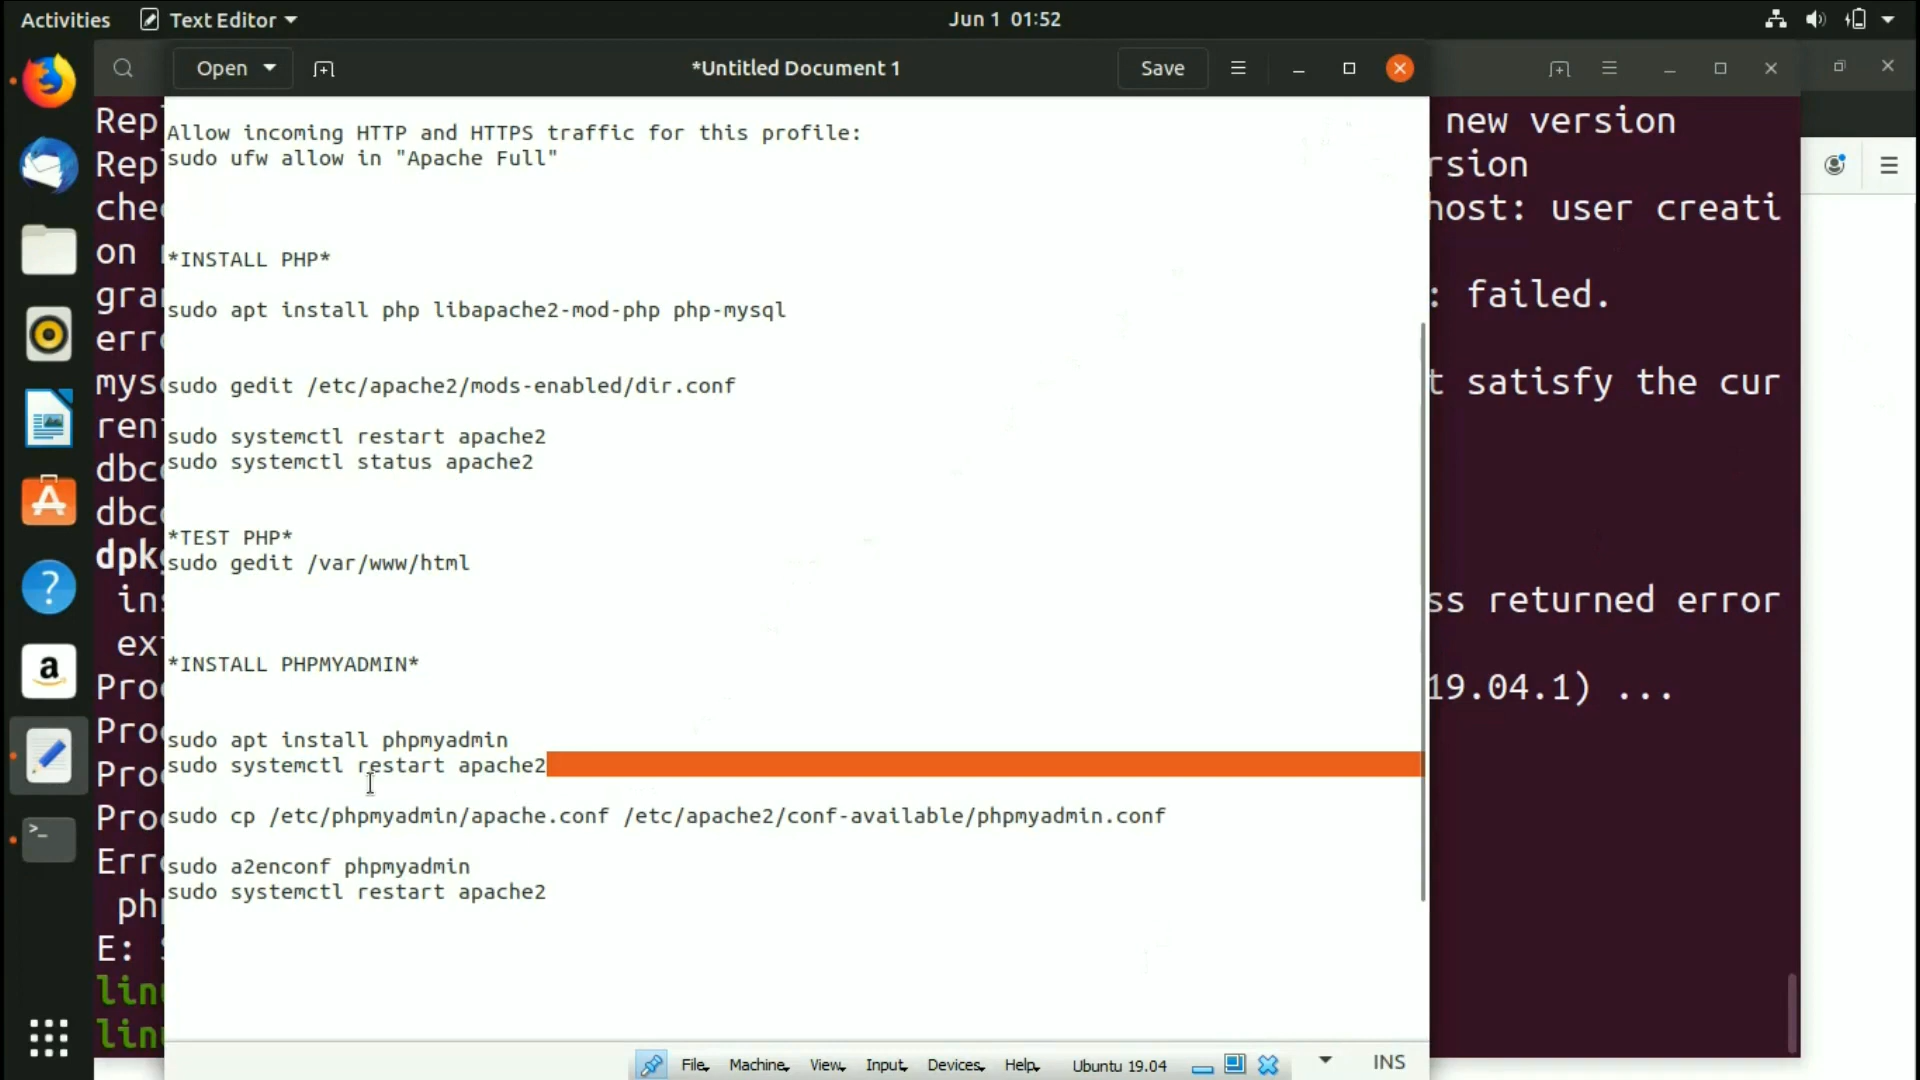 Activities Text Editor Jun 1 01:52
Open *Untitled Document 1 Save
Allow incoming HTTP and HTTPS traffic for this profile:
sudo ufw allow in "Apache Full"
*INSTALL PHP*
sudo apt install php libapache2-mod-php php-mysql
sudo gedit /etc/apache2/mods-enabled/dir.conf
sudo systemctl restart apache2
sudo systemctl status apache2
*TEST PHP*
sudo gedit /var/www/html
*INSTALL PHPMYADMIN*
sudo apt install phpmyadmin
sudo systemctl restart apache2
sudo cp /etc/phpmyadmin/apache.conf /etc/apache2/conf-available/phpmyadmin.conf
sudo a2enconf phpmyadmin
sudo systemctl restart apache2
new version
user creati
on
: failed.
satisfy the cur
returned error
19.04.1) ...
E:
File Machine View Input Devices Help Ubuntu 19.04 INS